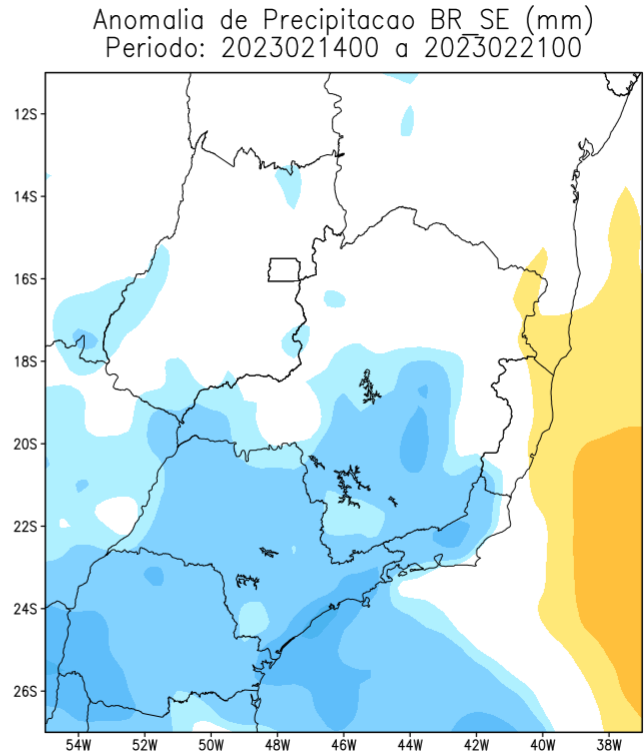 Anomalia de Precipitacao BR_SE (mm)
Periodo: 2023021400 a 2023022100
12S
14S
16S
18S
20S
22S
24S
26S
54W 52W 50W 48W 46W 44W 42W 40W 38W